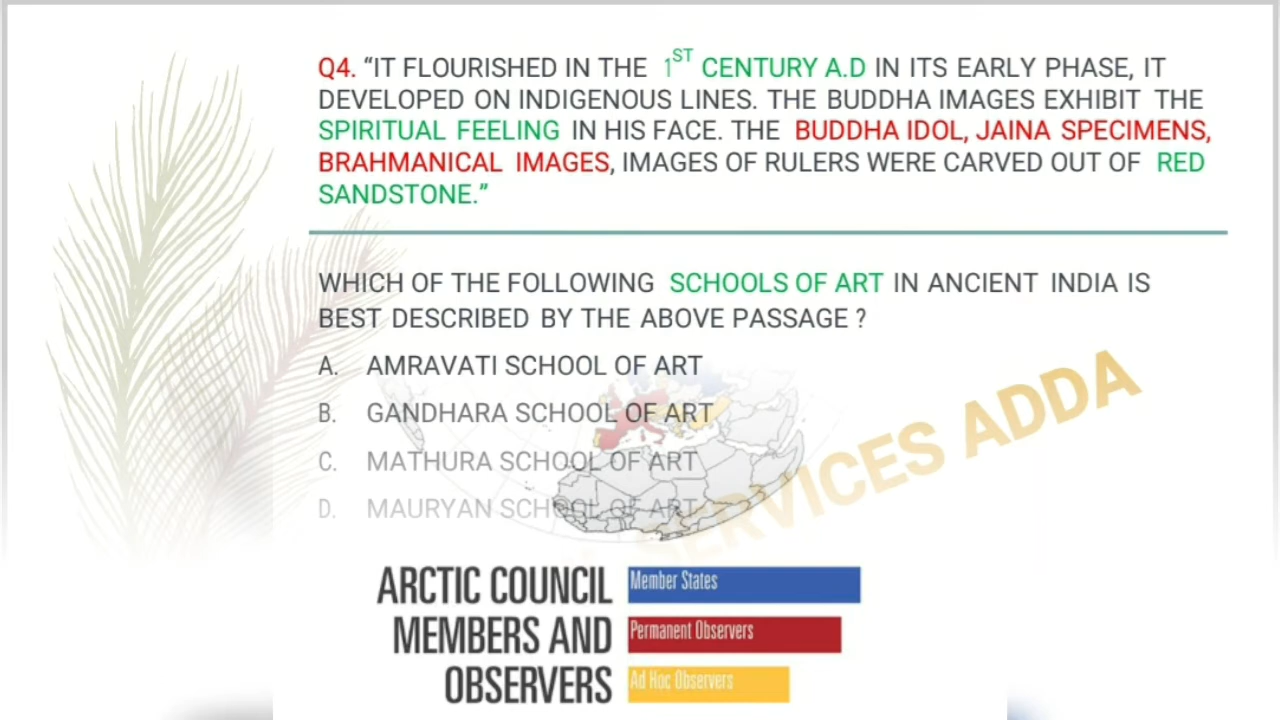 Q4. “IT FLOURISHED IN THE 1ST CENTURY A.D IN ITS EARLY PHASE, IT
DEVELOPED ON INDIGENOUS LINES. THE BUDDHA IMAGES EXHIBIT THE
SPIRITUAL FEELING IN HIS FACE. THE BUDDHA IDOL, JAINA SPECIMENS,
BRAHMANICAL IMAGES, IMAGES OF RULERS WERE CARVED OUT OF RED
SANDSTONE.”
WHICH OF THE FOLLOWING SCHOOLS OF ART IN ANCIENT INDIA IS
BEST DESCRIBED BY THE ABOVE PASSAGE ?
A. AMRAVATI SCHOOL OF ART
B. GANDHARA SCHOOL OF ART
C. MATHURA SCHOOL OF ART
D. MAURYAN SCHOOL OF ART
SERVICES ADDA
ARCTIC COUNCIL
MEMBERS AND
OBSERVERS
Member States
Permanent Observers
Ad Hoc Observers